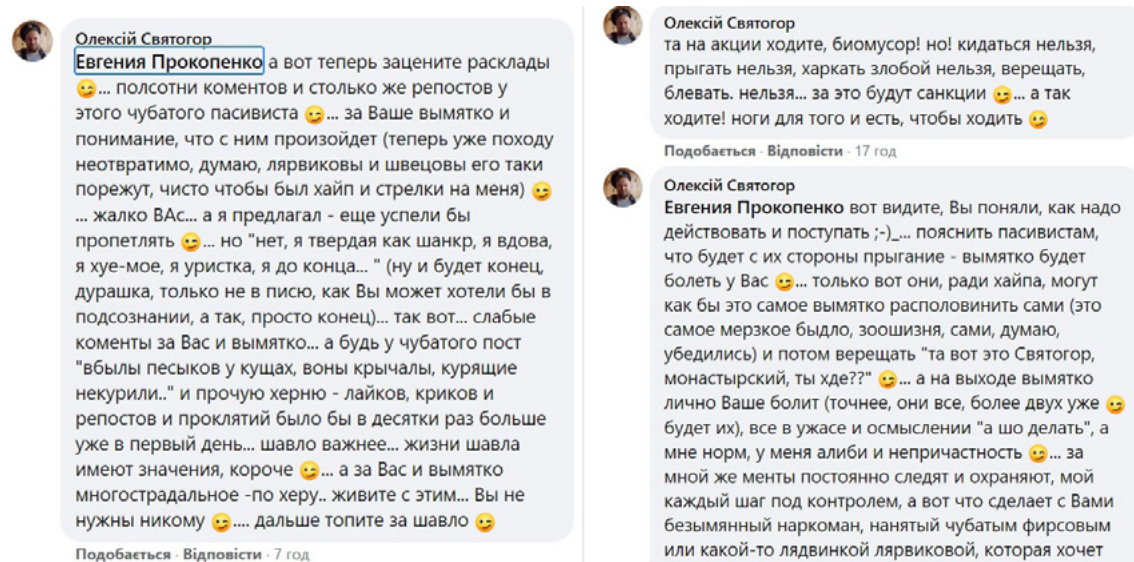 Олексій Святогор
Евгения Прокопенко а вот теперь зацените расклады
😉... полсотни коментов и столько же репостов у
этого чубатого пасивиста 😉... за Ваше вымятко и
понимание, что с ним произойдет (теперь уже походу
неотвратимо, думаю, лярвиковы и швецовы его таки
порежут, чисто чтобы был хайп и стрелки на меня) 😉
... жалко ВАс... а я предлагал - еще успели бы
пропетлять 😉... но "нет, я твердая как шанкр, я вдова,
я хуе-мое, я уристка, я до конца... " (ну и будет конец,
дурашка, только не в писю, как Вы может хотели бы в
подсознании, а так, просто конец)... так вот... слабые
коменты за Вас и вымятко... а будь у чубатого пост
"вбылы песыков у кущах, воны крычалы, курящие
некурили.." и прочую херню - лайков, криков и
репостов и проклятий было бы в десятки раз больше
уже в первый день... шавло важнее... жизни шавла
имеют значения, короче 😉... а за Вас и вымятко
многострадальное -по херу.. живите с этим... Вы не
нужны никому 😉.... дальше топите за шавло 😉
Подобається · Відповісти · 7 год
Олексій Святогор
та на акции ходите, биомусор! но! кидаться нельзя,
прыгать нельзя, харкать злобой нельзя, верещать,
блевать. нельзя... за это будут санкции 😉... а так
ходите! ноги для того и есть, чтобы ходить 😉
Подобається · Відповісти · 17 год
Олексій Святогор
Евгения Прокопенко вот видите, Вы поняли, как надо
действовать и поступать ;-)_... пояснить пасивистам,
что будет с их стороны прыгание - вымятко будет
болеть у Вас 😉... только вот они, ради хайпа, могут
как бы это самое вымятко располовинить сами (это
самое мерзкое быдло, зоошизня, сами, думаю,
убедились) и потом верещать "та вот это Святогор,
монастырский, ты хде??" 😉... а на выходе вымятко
лично Ваше болит (точнее, они все, более двух уже 😉
будет их), все в ужасе и осмыслении "а шо делать", а
мне норм, у меня алиби и непричастность 😉... за
мной же менты постоянно следят и охраняют, мой
каждый шаг под контролем, а вот что сделает с Вами
безымянный наркоман, нанятый чубатым фирсовым
или какой-то лядвинкой лярвиковой, которая хочет